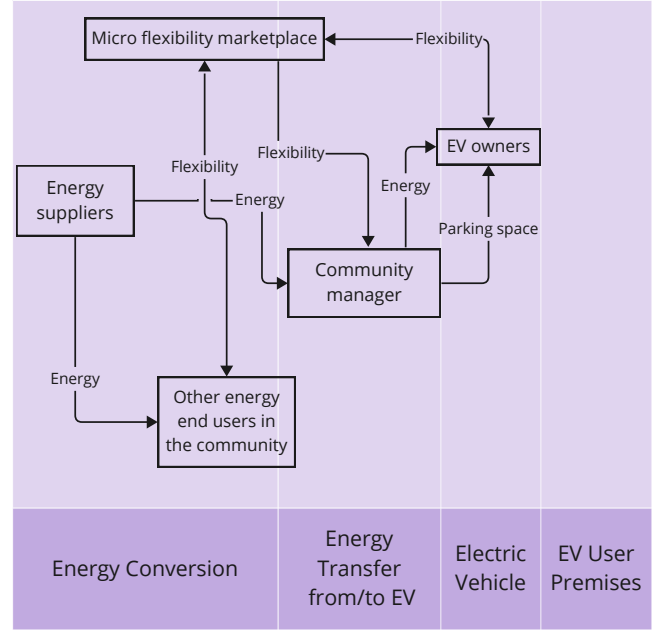 Micro flexibility marketplace
Flexibility
EV owners
Flexibility
Flexibility
Energy
suppliers
Energy
Energy
Parking space
Community
manager
Energy
Other energy
end users in
the community
Energy Conversion
Energy
Transfer
from/to EV
Electric
Vehicle
EV User
Premises